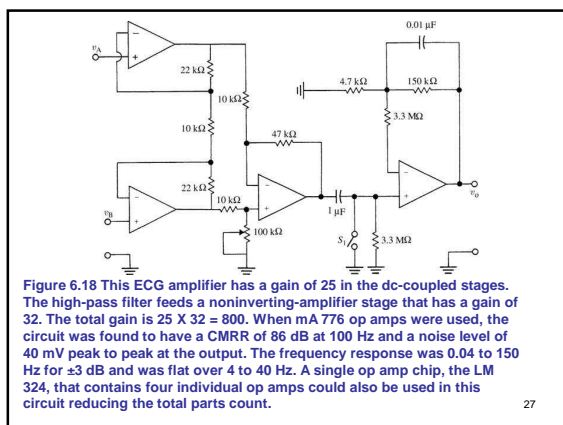 0.01 μF
−
v_A
+
22 kΩ
4.7 kΩ
150 kΩ
10 kΩ
3.3 MΩ
10 kΩ
47 kΩ
−
22 kΩ
−
−
10 kΩ
+
+
v_o
v_B
+
1 μF
100 kΩ
S₁
3.3 MΩ
Figure 6.18 This ECG amplifier has a gain of 25 in the dc-coupled stages.
The high-pass filter feeds a noninverting-amplifier stage that has a gain of
32. The total gain is 25 X 32 = 800. When mA 776 op amps were used, the
circuit was found to have a CMRR of 86 dB at 100 Hz and a noise level of
40 mV peak to peak at the output. The frequency response was 0.04 to 150
Hz for ±3 dB and was flat over 4 to 40 Hz. A single op amp chip, the LM
324, that contains four individual op amps could also be used in this
circuit reducing the total parts count.
27